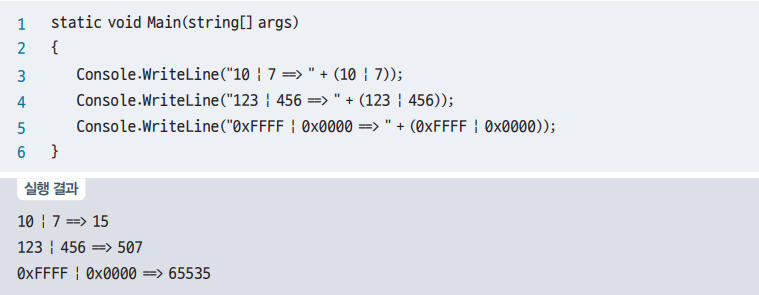 1 static void Main(string[] args)
2 {
3 Console.WriteLine("10 ¦ 7 ==> " + (10 ¦ 7));
4 Console.WriteLine("123 ¦ 456 ==> " + (123 ¦ 456));
5 Console.WriteLine("0xFFFF ¦ 0x0000 ==> " + (0xFFFF ¦ 0x0000));
6 }
실행 결과
10 ¦ 7 ==> 15
123 ¦ 456 ==> 507
0xFFFF ¦ 0x0000 ==> 65535